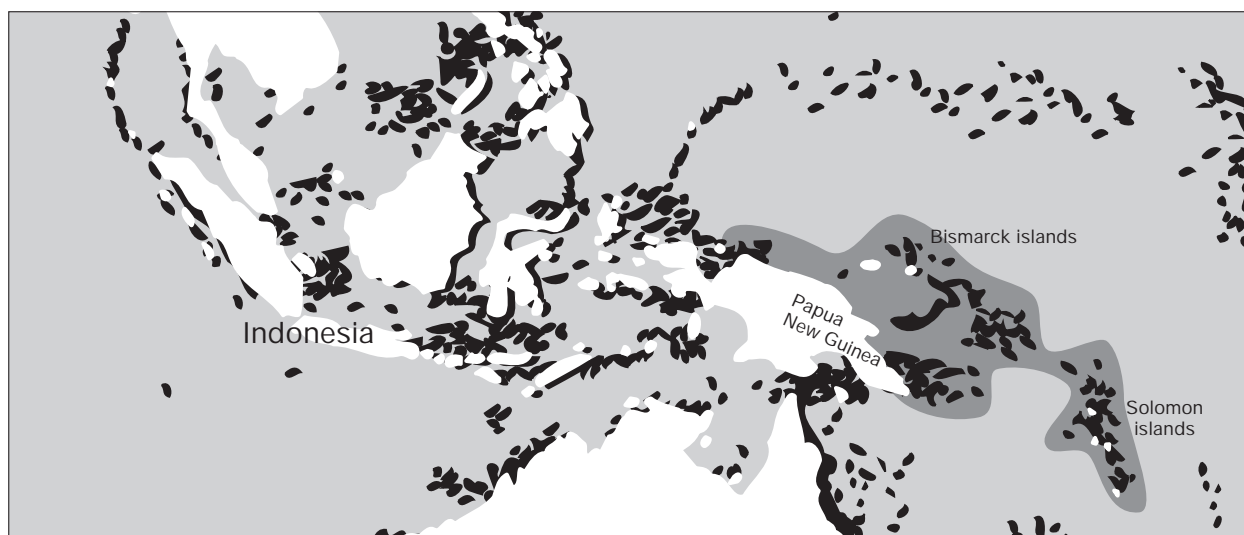 Bismarck islands
Papua
New Guinea
Indonesia
Solomon
islands